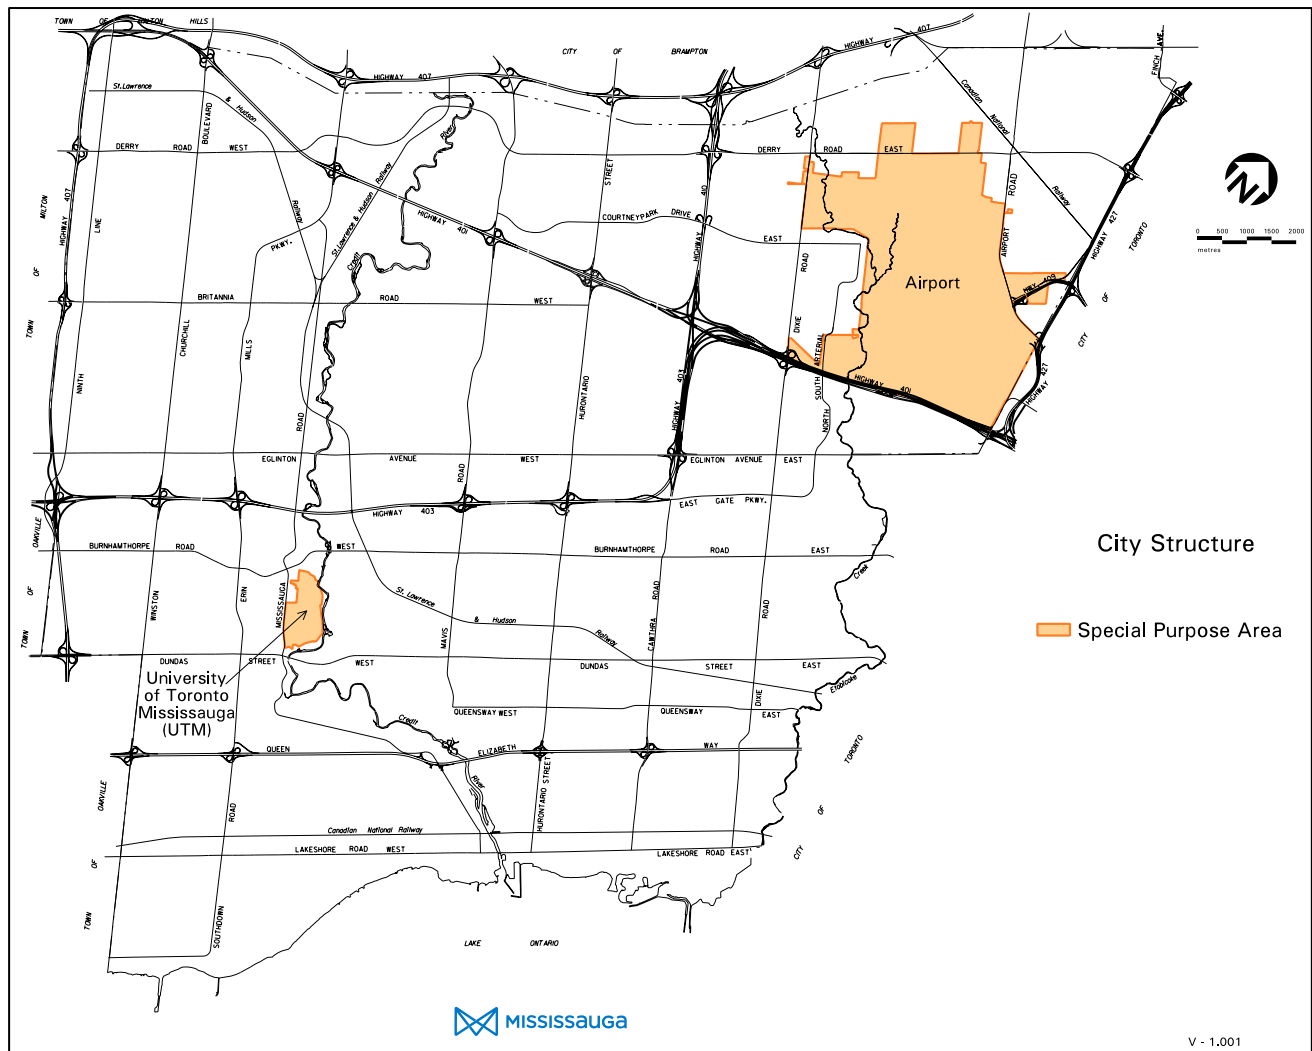 TOWN OF HALTON HILLS
CITY OF BRAMPTON
HIGHWAY 407
HIGHWAY 407
FINCH AVE.
St. Lawrence & Hudson Railway
BOULEVARD
River
Canadian National Railway
DERRY ROAD WEST
DERRY ROAD EAST
STREET
410
ROAD
N
0 500 1000 1500 2000
metres
MILTON
OF
TOWN
HIGHWAY 407
LINE
PKWY.
St. Lawrence & Hudson Railway
HIGHWAY 401
COURTNEYPARK DRIVE EAST
HIGHWAY
ROAD
AIRPORT
HIGHWAY 427
TORONTO
OF
CITY
Credit
Airport
HWY. 409
BRITANNIA ROAD WEST
CHURCHILL
MILLS
DIXIE
NINTH
ROAD
HURONTARIO
HIGHWAY 403
SOUTH ARTERIAL
NORTH
HIGHWAY 401
HIGHWAY 427
EGLINTON AVENUE WEST
EGLINTON AVENUE EAST
ROAD
HIGHWAY 403
EAST GATE PKWY.
OAKVILLE
OF
TOWN
BURNHAMTHORPE ROAD WEST
BURNHAMTHORPE ROAD EAST
City Structure
Creek
WINSTON
ERIN
MISSISSAUGA
St. Lawrence & Hudson Railway
MAVIS
CAWTHRA ROAD
ROAD
Special Purpose Area
DUNDAS STREET WEST
DUNDAS STREET EAST
University
of Toronto
Mississauga
(UTM)
Etobicoke
DIXIE
QUEENSWAY WEST
QUEENSWAY EAST
Credit
QUEEN ELIZABETH WAY
TORONTO
OF
CITY
OAKVILLE
OF
TOWN
River
HURONTARIO STREET
ROAD
Canadian National Railway
LAKESHORE ROAD WEST
LAKESHORE ROAD EAST
SOUTHDOWN
LAKE ONTARIO
MISSISSAUGA
V - 1.001